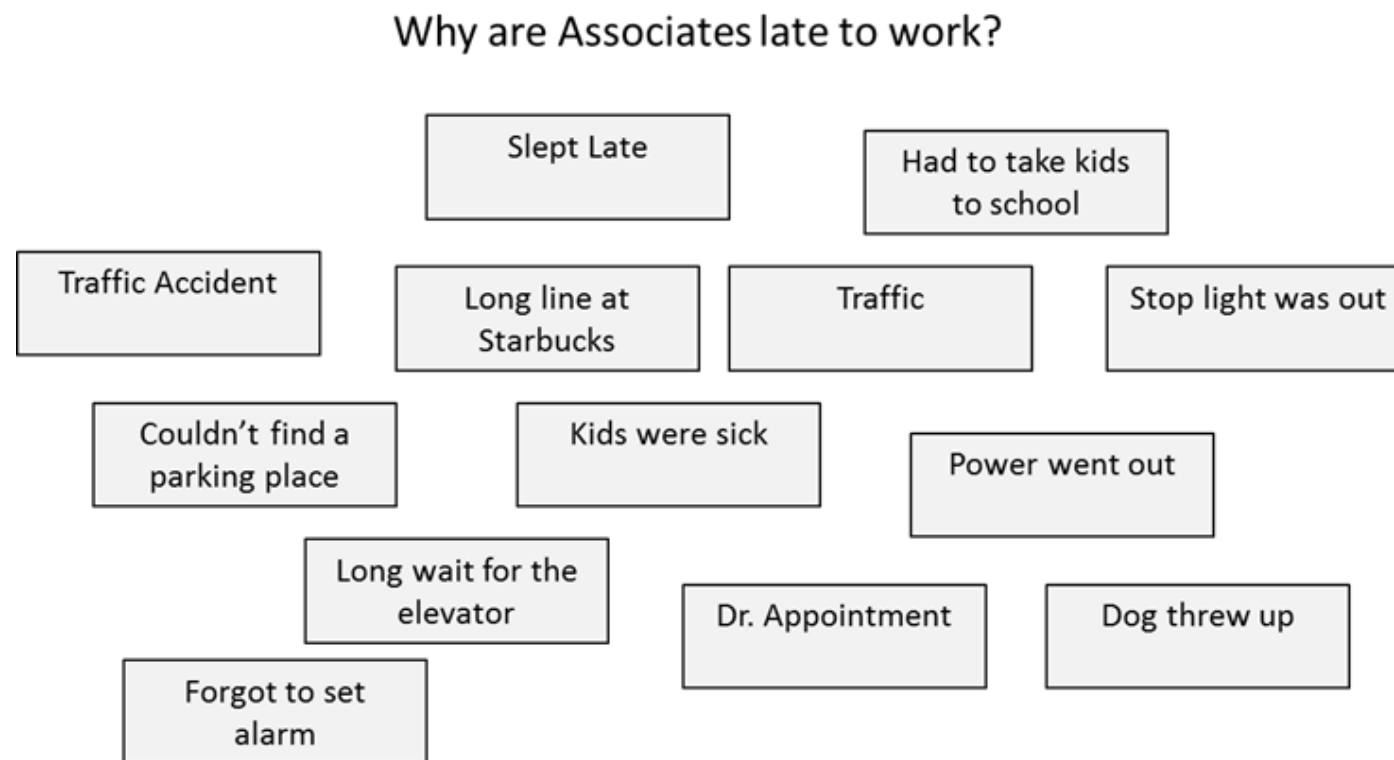 Why are Associates late to work?
Slept Late
Had to take kids
to school
Traffic Accident
Long line at
Starbucks
Traffic
Stop light was out
Couldn’t find a
parking place
Kids were sick
Power went out
Long wait for the
elevator
Dr. Appointment
Dog threw up
Forgot to set
alarm